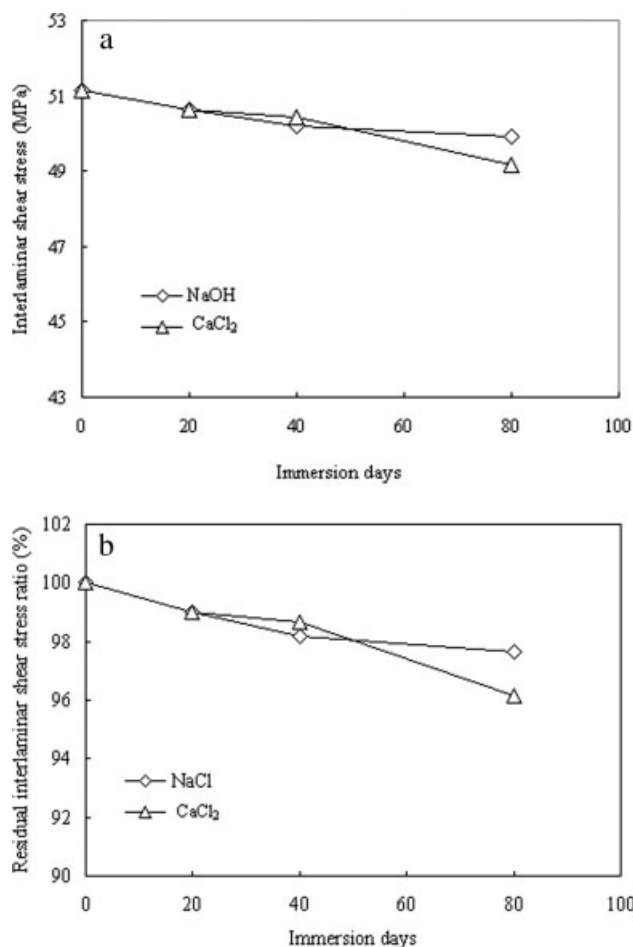 a
Interlaminar shear stress (MPa)
53
51
49
47
45
43
NaOH
CaCl₂
0 20 40 60 80 100
Immersion days
b
Residual interlaminar shear stress ratio (%)
102
100
98
96
94
92
90
NaCl
CaCl₂
0 20 40 60 80 100
Immersion days